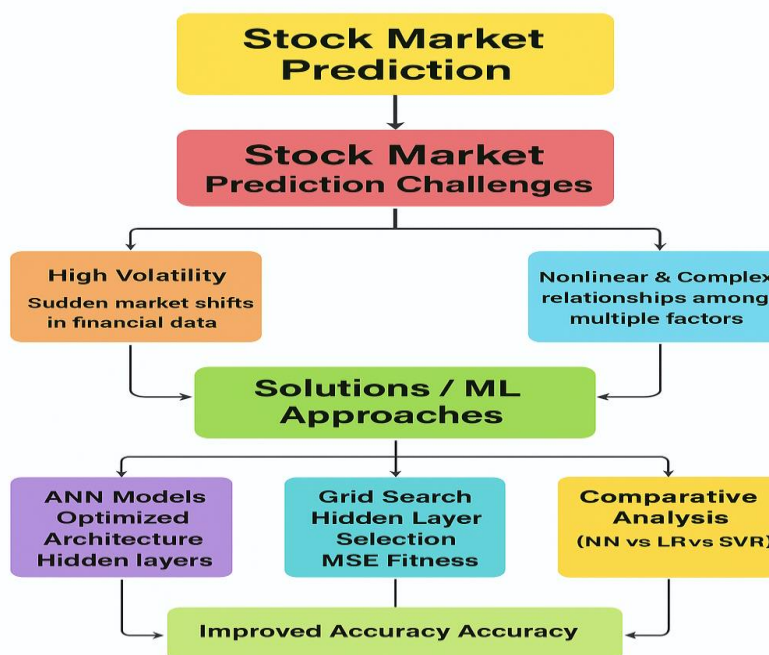 Stock Market
Prediction
Stock Market
Prediction Challenges
High Volatility
Sudden market shifts
in financial data
Nonlinear & Complex
relationships among
multiple factors
Solutions / ML
Approaches
ANN Models
Optimized
Architecture
Hidden layers
Grid Search
Hidden Layer
Selection
MSE Fitness
Comparative
Analysis
(NN vs LR vs SVR)
Improved Accuracy Accuracy